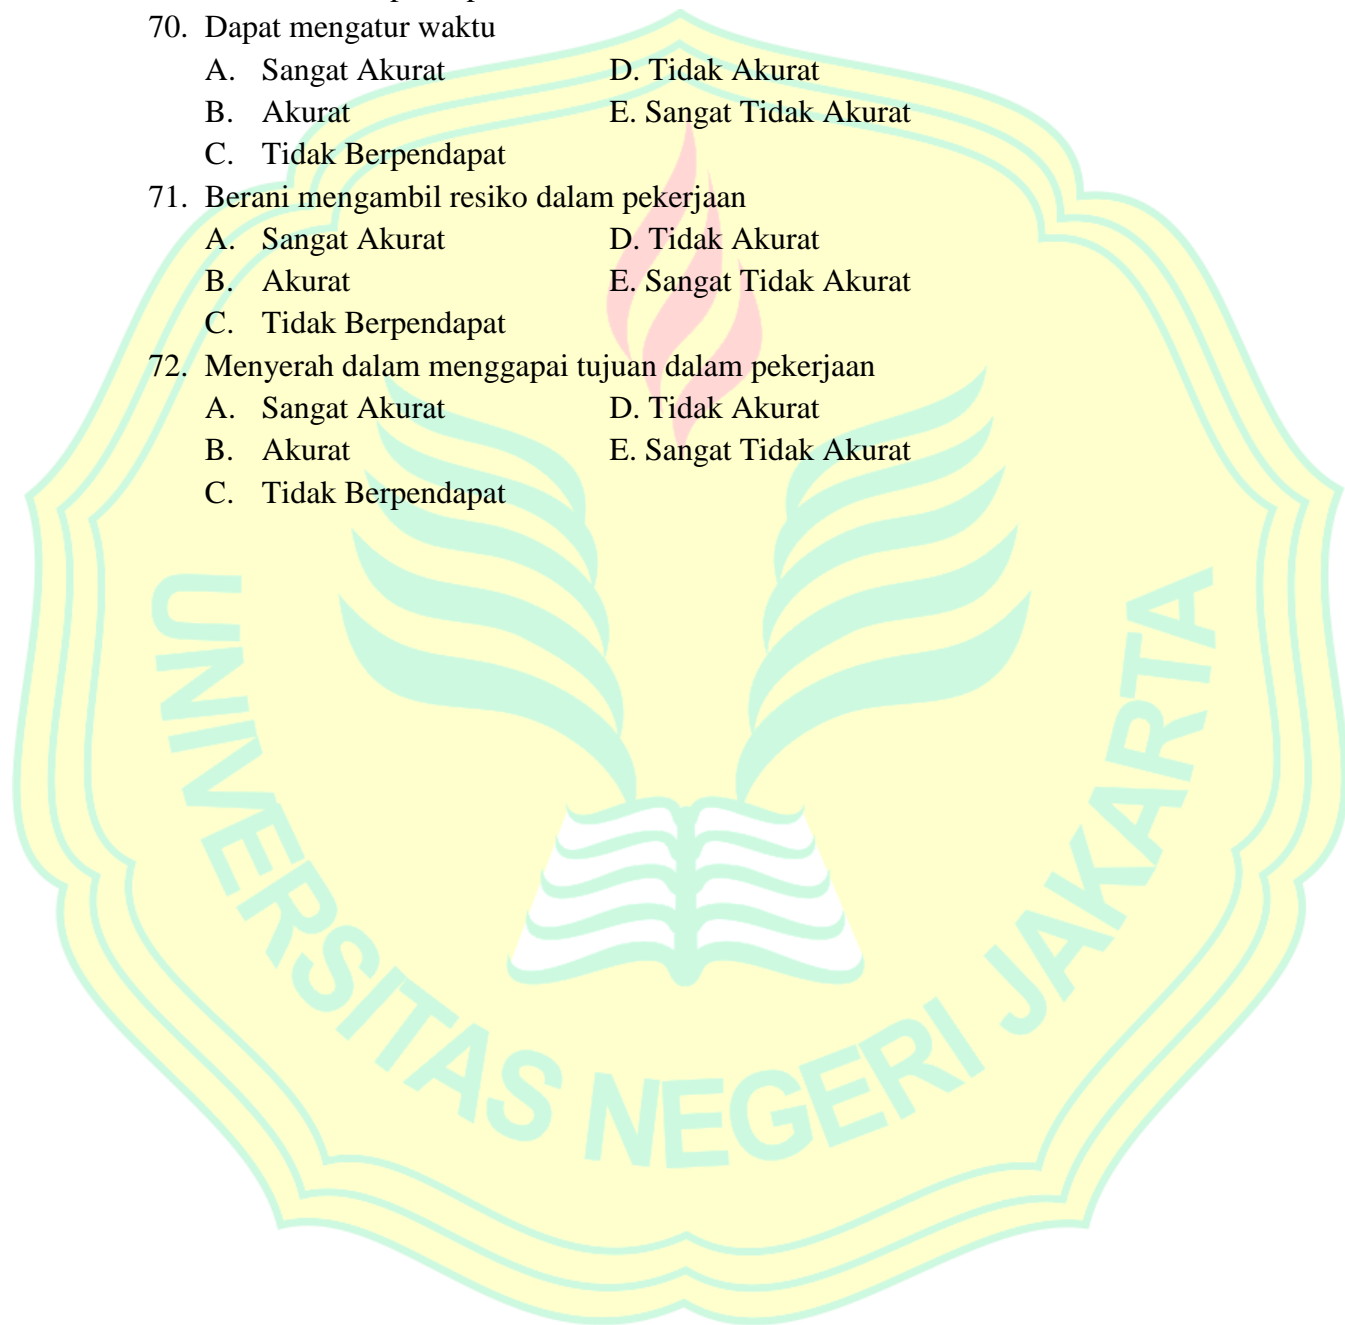 70. Dapat mengatur waktu
A. Sangat Akurat D. Tidak Akurat
B. Akurat E. Sangat Tidak Akurat
C. Tidak Berpendapat
71. Berani mengambil resiko dalam pekerjaan
A. Sangat Akurat D. Tidak Akurat
B. Akurat E. Sangat Tidak Akurat
C. Tidak Berpendapat
72. Menyerah dalam menggapai tujuan dalam pekerjaan
A. Sangat Akurat D. Tidak Akurat
B. Akurat E. Sangat Tidak Akurat
C. Tidak Berpendapat
UNIVERSITAS NEGERI JAKARTA